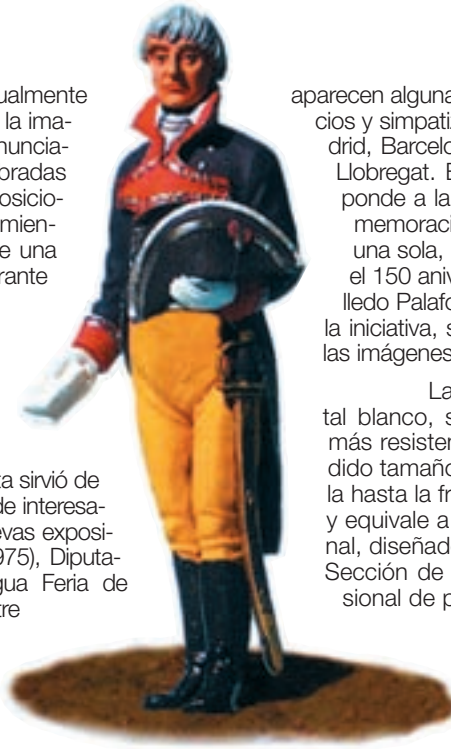 ualmente
la ima-
nuncia-
bradas
osicio-
mien-
e una
rante
ta sirvió de
de interesa-
evas exposi-
975), Diputa-
gua Feria de
tre
aparecen alguna
cios y simpatiz
drid, Barcelo
Llobregat. E
ponde a la
memoraci
una sola,
el 150 aniv
lledo Palafo
la iniciativa, s
las imágenes
La
tal blanco, s
más resisten
dido tamaño
la hasta la fr
y equivale a
nal, diseñad
Sección de
sional de p